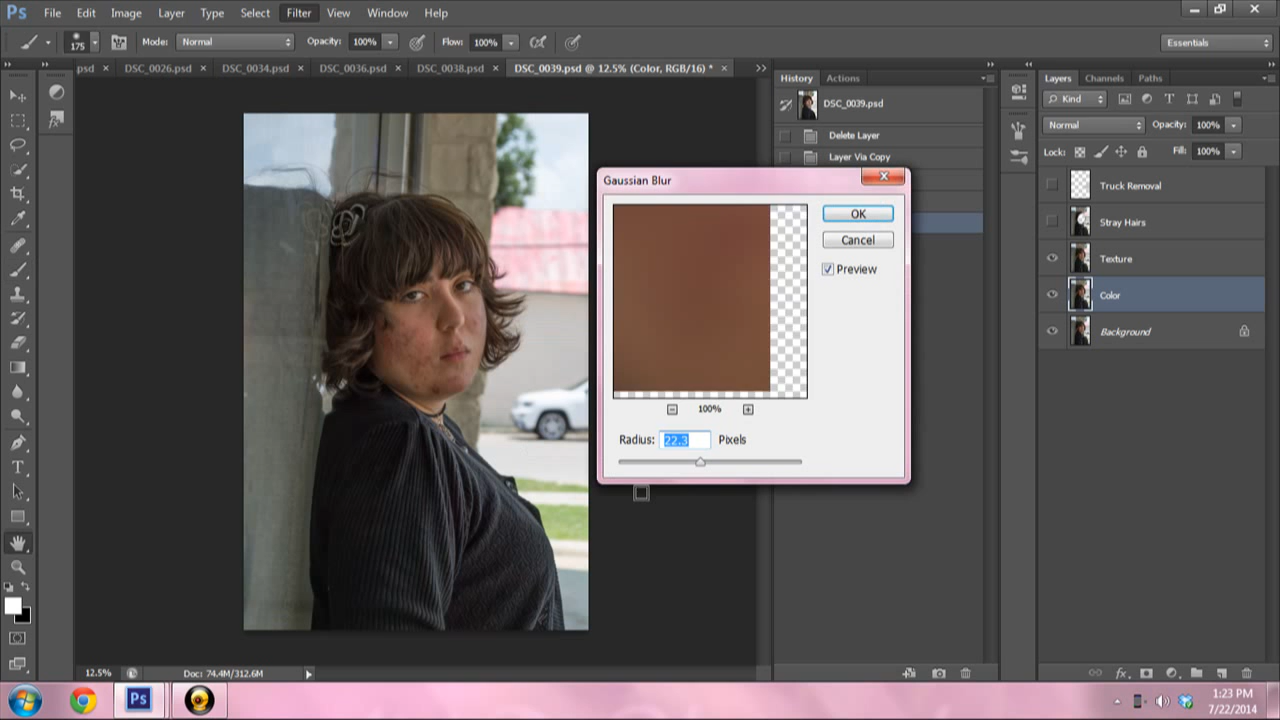 Ps File Edit Image Layer Type Select Filter View Window Help
175 Mode: Normal Opacity: 100% Flow: 100% Essentials
psd × DSC_0026.psd × DSC_0034.psd × DSC_0036.psd × DSC_0038.psd × DSC_0039.psd @ 12.5% (Color, RGB/16) * ×
History Actions
DSC_0039.psd
Delete Layer
Layer Via Copy
Layers Channels Paths
Kind
Normal Opacity: 100%
Lock: Fill: 100%
Truck Removal
Stray Hairs
Texture
Color
Background
Gaussian Blur
OK
Cancel
Preview
100%
Radius: 22.3 Pixels
12.5% Doc: 74.4M/312.6M
Ps
1:23 PM
7/22/2014